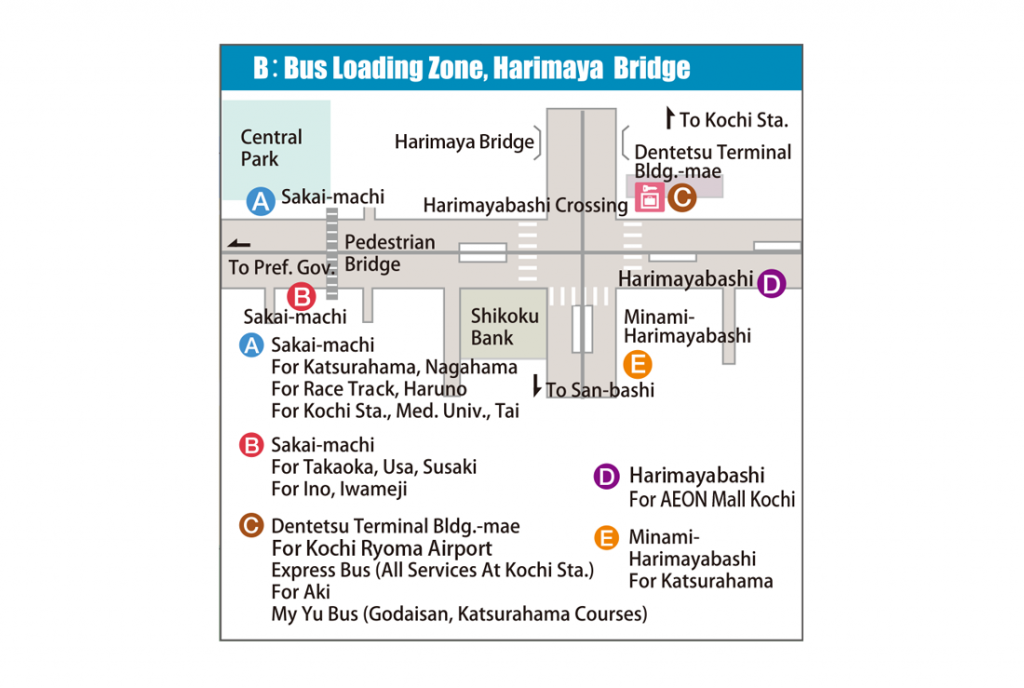 B: Bus Loading Zone, Harimaya Bridge
Central
Park
Harimaya Bridge
To Kochi Sta.
Dentetsu Terminal
Bldg.-mae
A Sakai-machi
Harimayabashi Crossing
C
Pedestrian
Bridge
To Pref. Gov.
Harimayabashi D
B
Sakai-machi
Shikoku
Bank
Minami-
Harimayabashi
E
To San-bashi
A Sakai-machi
For Katsurahama, Nagahama
For Race Track, Haruno
For Kochi Sta., Med. Univ., Tai
B Sakai-machi
For Takaoka, Usa, Susaki
For Ino, Iwameji
C Dentetsu Terminal Bldg.-mae
For Kochi Ryoma Airport
Express Bus (All Services At Kochi Sta.)
For Aki
My Yu Bus (Godaisan, Katsurahama Courses)
D Harimayabashi
For AEON Mall Kochi
E Minami-
Harimayabashi
For Katsurahama